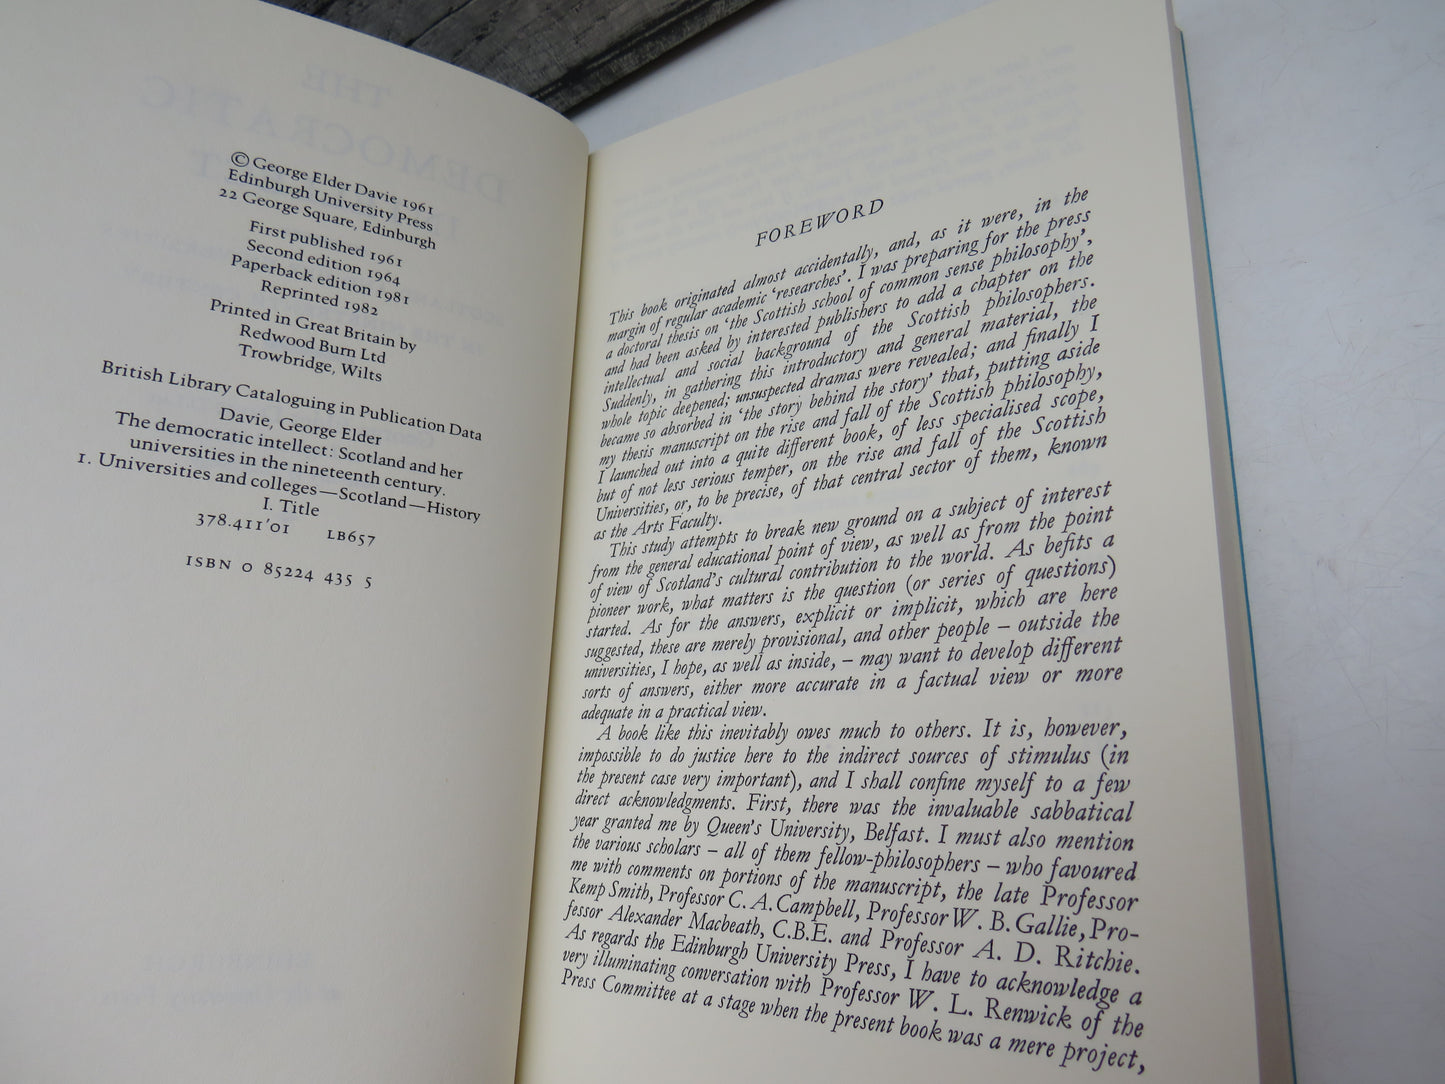 © George Elder Davie 1961
Edinburgh University Press
22 George Square, Edinburgh
First published 1961
Second edition 1964
Paperback edition 1981
Reprinted 1982
Printed in Great Britain by
Redwood Burn Ltd
Trowbridge, Wilts
British Library Cataloguing in Publication Data
Davie, George Elder
The democratic intellect: Scotland and her
universities in the nineteenth century.
1. Universities and colleges—Scotland—History
I. Title
378.411'01 LB657
ISBN 0 85224 435 5
FOREWORD
This book originated almost accidentally, and, as it were, in the
margin of regular academic 'researches'. I was preparing for the press
a doctoral thesis on 'the Scottish school of common sense philosophy',
and had been asked by interested publishers to add a chapter on the
intellectual and social background of the Scottish philosophers.
Suddenly, in gathering this introductory and general material, the
whole topic deepened; unsuspected dramas were revealed; and finally I
became so absorbed in 'the story behind the story' that, putting aside
my thesis manuscript on the rise and fall of the Scottish philosophy,
I launched out into a quite different book, of less specialised scope,
but of not less serious temper, on the rise and fall of the Scottish
Universities, or, to be precise, of that central sector of them, known
as the Arts Faculty.
This study attempts to break new ground on a subject of interest
from the general educational point of view, as well as from the point
of view of Scotland's cultural contribution to the world. As befits a
pioneer work, what matters is the question (or series of questions)
started. As for the answers, explicit or implicit, which are here
suggested, these are merely provisional, and other people – outside the
universities, I hope, as well as inside, – may want to develop different
sorts of answers, either more accurate in a factual view or more
adequate in a practical view.
A book like this inevitably owes much to others. It is, however,
impossible to do justice here to the indirect sources of stimulus (in
the present case very important), and I shall confine myself to a few
direct acknowledgments. First, there was the invaluable sabbatical
year granted me by Queen's University, Belfast. I must also mention
the various scholars – all of them fellow-philosophers – who favoured
me with comments on portions of the manuscript, the late Professor
Kemp Smith, Professor C. A. Campbell, Professor W. B. Gallie, Pro-
fessor Alexander Macbeath, C.B.E. and Professor A. D. Ritchie.
As regards the Edinburgh University Press, I have to acknowledge a
very illuminating conversation with Professor W. L. Renwick of the
Press Committee at a stage when the present book was a mere project,